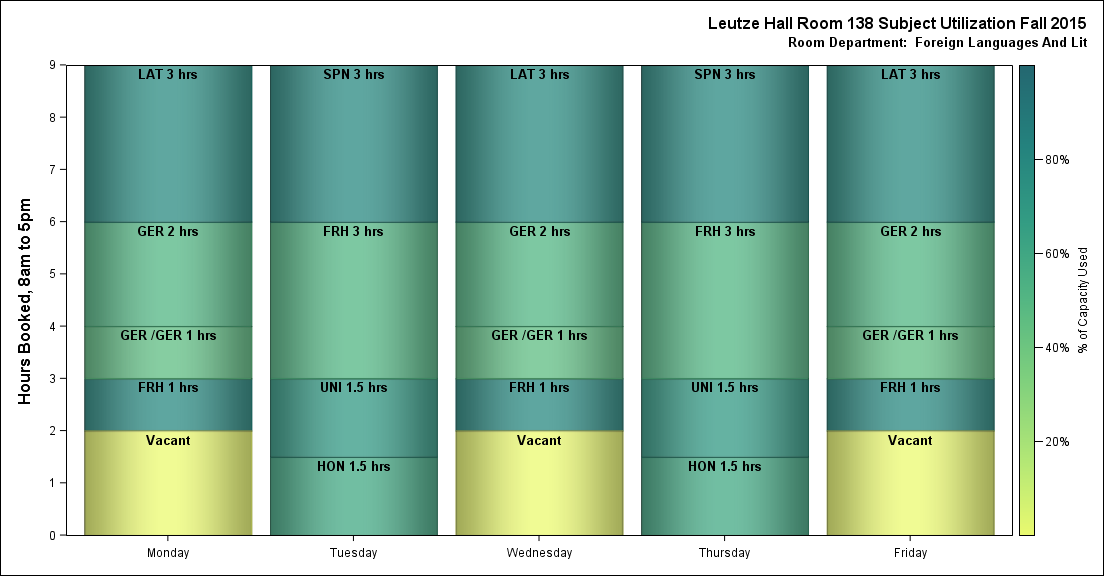 Leutze Hall Room 138 Subject Utilization Fall 2015
Room Department:  Foreign Languages And Lit
Hours Booked, 8am to 5pm
9
8
7
6
5
4
3
2
1
0
LAT 3 hrs
GER 2 hrs
GER /GER 1 hrs
FRH 1 hrs
Vacant
Monday
SPN 3 hrs
FRH 3 hrs
UNI 1.5 hrs
HON 1.5 hrs
Tuesday
LAT 3 hrs
GER 2 hrs
GER /GER 1 hrs
FRH 1 hrs
Vacant
Wednesday
SPN 3 hrs
FRH 3 hrs
UNI 1.5 hrs
HON 1.5 hrs
Thursday
LAT 3 hrs
GER 2 hrs
GER /GER 1 hrs
FRH 1 hrs
Vacant
Friday
80%
60%
40%
20%
% of Capacity Used